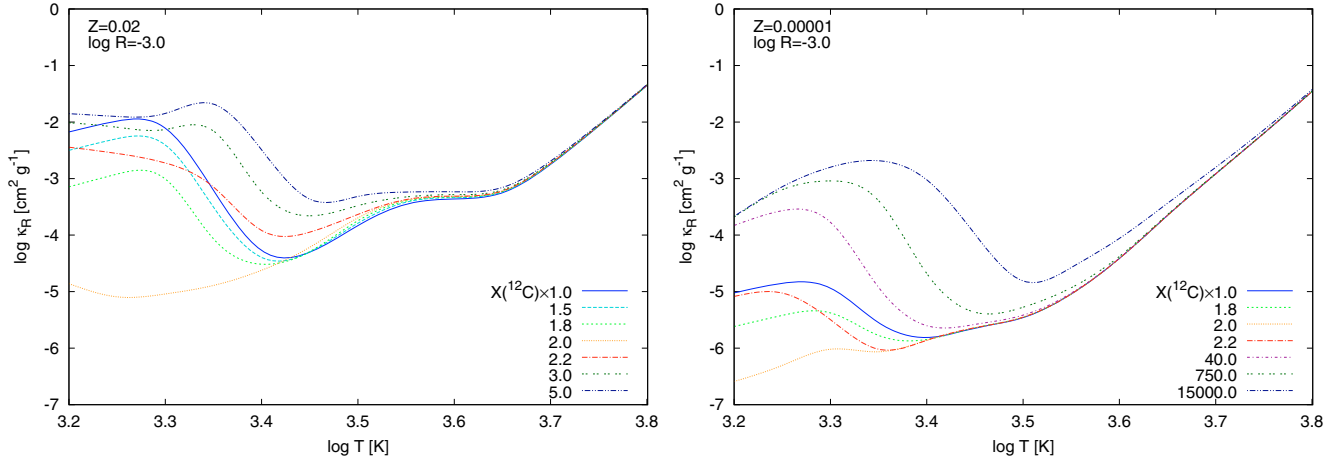 Z=0.02
log R=-3.0
log κR [cm2 g-1]
0
-1
-2
-3
-4
-5
-6
-7
3.2 3.3 3.4 3.5 3.6 3.7 3.8
log T [K]
X(12C)×1.0
1.5
1.8
2.0
2.2
3.0
5.0
Z=0.00001
log R=-3.0
log κR [cm2 g-1]
0
-1
-2
-3
-4
-5
-6
-7
3.2 3.3 3.4 3.5 3.6 3.7 3.8
log T [K]
X(12C)×1.0
1.8
2.0
2.2
40.0
750.0
15000.0